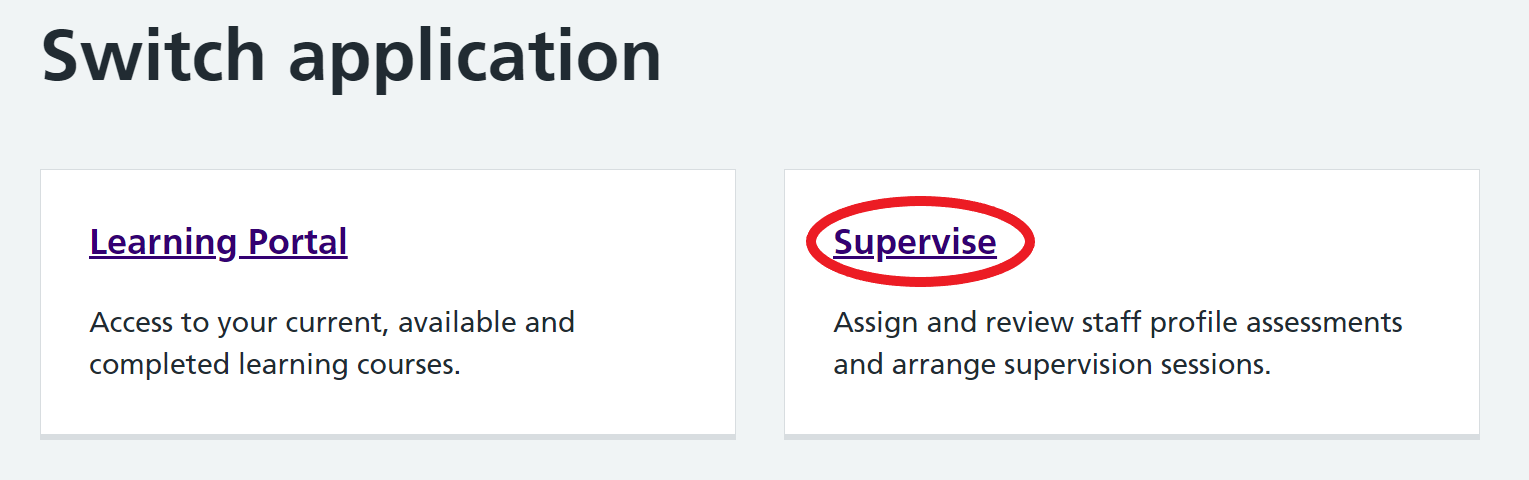 Switch application
Learning Portal
Access to your current, available and
completed learning courses.
Supervise
Assign and review staff profile assessments
and arrange supervision sessions.